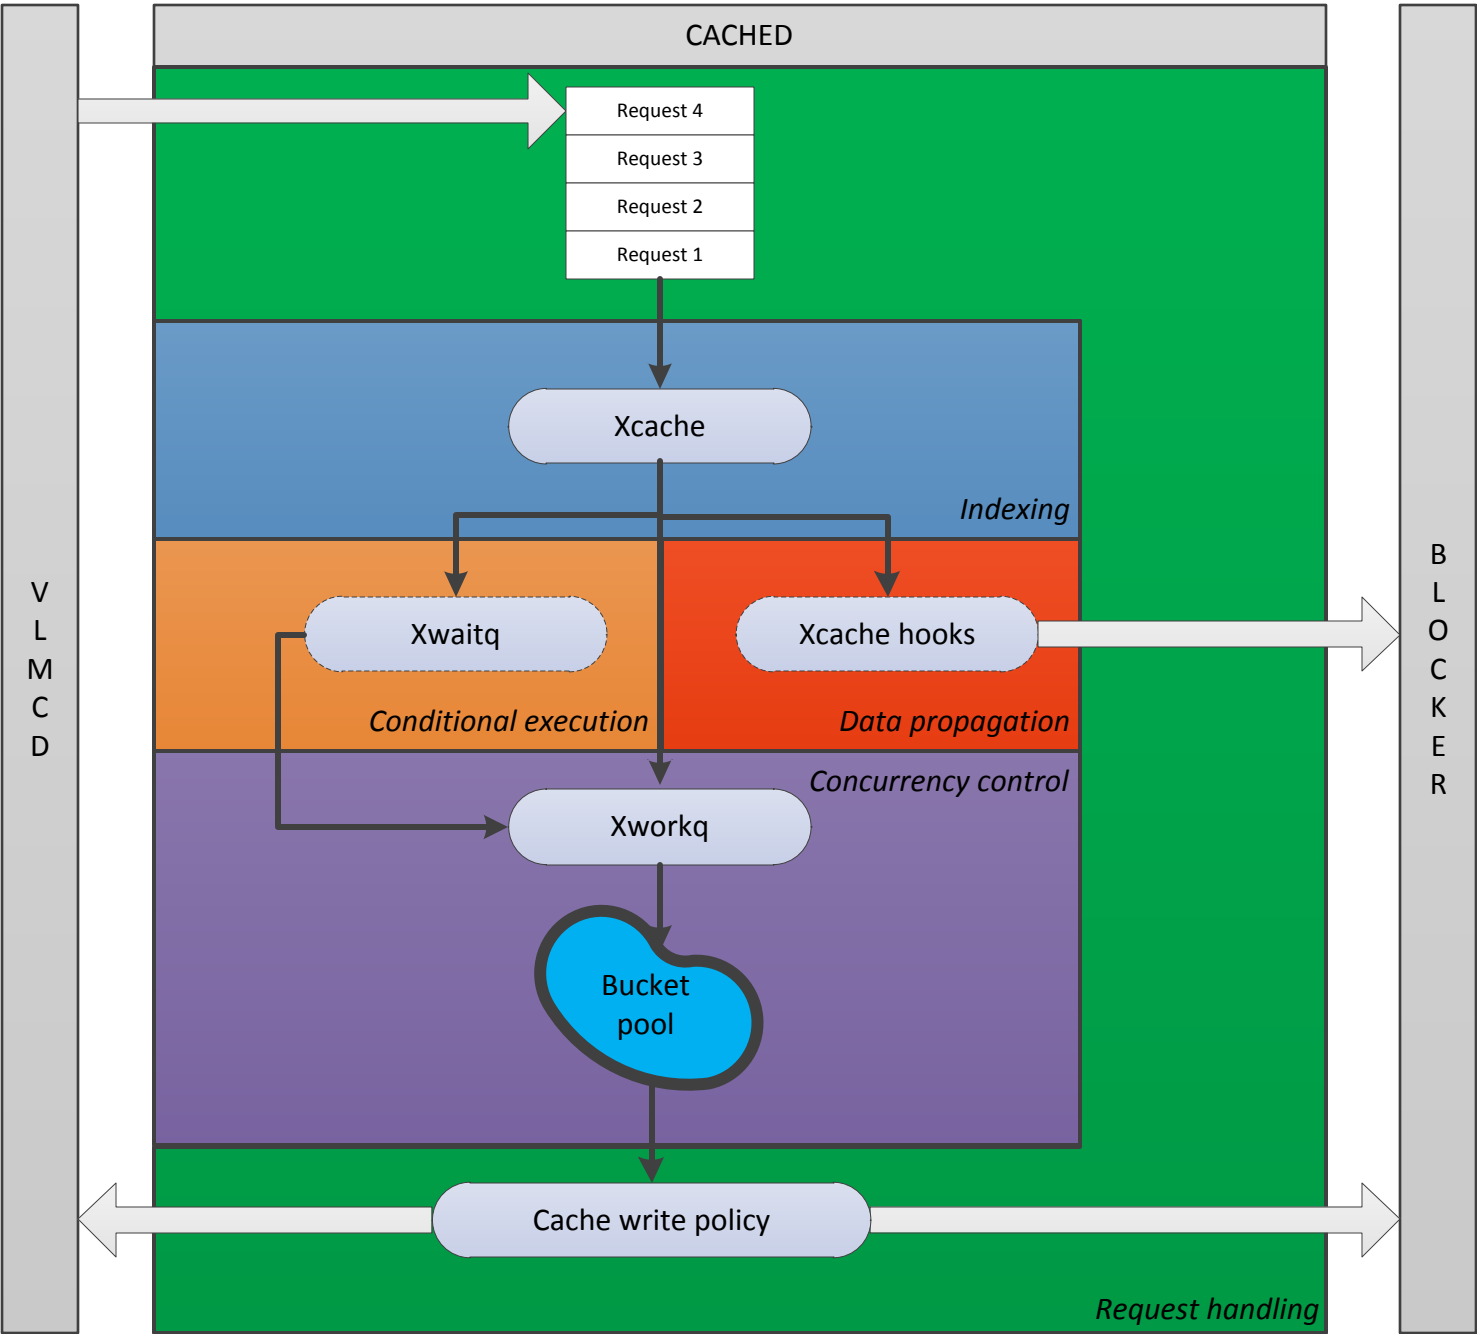 CACHED
Request 4
Request 3
Request 2
Request 1
Xcache
Indexing
V
L
M
C
D
Xwaitq
Conditional execution
Xcache hooks
Data propagation
B
L
O
C
K
E
R
Concurrency control
Xworkq
Bucket
pool
Cache write policy
Request handling